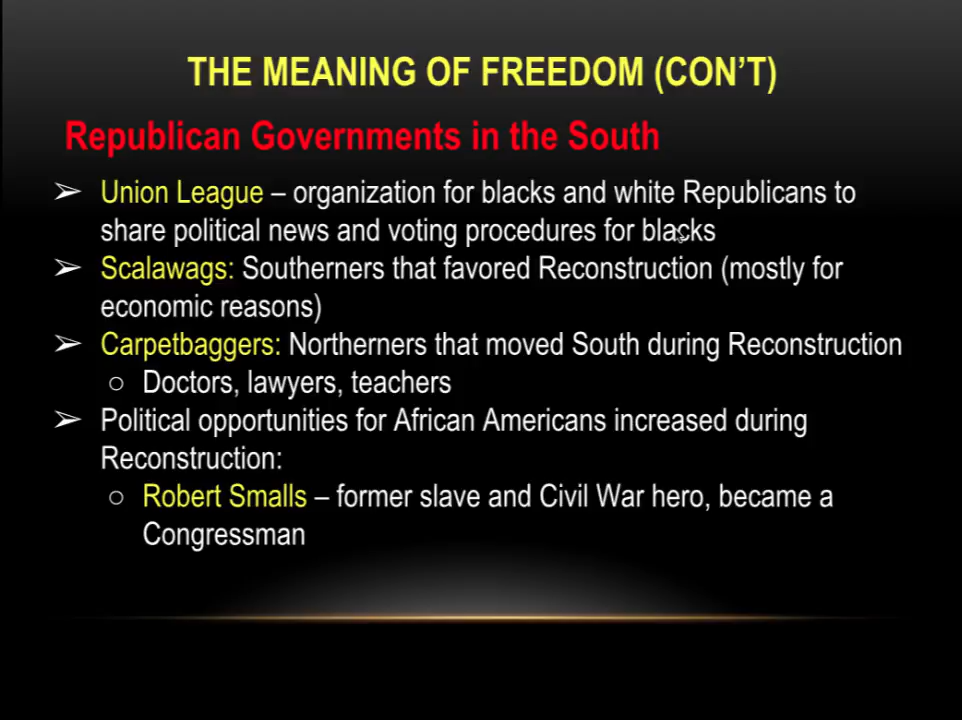 THE MEANING OF FREEDOM (CON'T)
Republican Governments in the South
➢ Union League – organization for blacks and white Republicans to
share political news and voting procedures for blacks
➢ Scalawags: Southerners that favored Reconstruction (mostly for
economic reasons)
➢ Carpetbaggers: Northerners that moved South during Reconstruction
○ Doctors, lawyers, teachers
➢ Political opportunities for African Americans increased during
Reconstruction:
○ Robert Smalls – former slave and Civil War hero, became a
Congressman